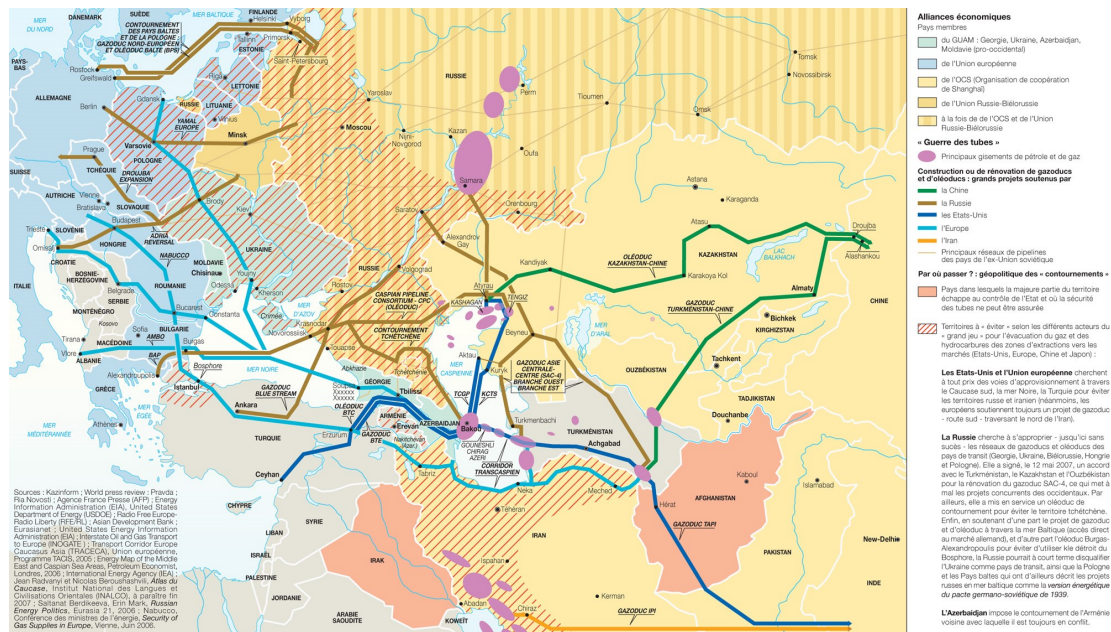 DANEMARK
SUÈDE
MER BALTIQUE
FINLANDE
Helsinki
Vyborg
MER
DU NORD
CONTOURNEMENT
DES PAYS BALTES
ET DE LA POLOGNE :
GAZODUC NORD-EUROPÉEN
ET OLÉODUC BALTE (BPS)
Tallinn
Primorsk
ESTONIE
Saint-Petersbourg
PAYS-
BAS
Rostock
Greifswald
Riga
LETTONIE
RUSSIE
Tomsk
Novossibirsk
ALLEMAGNE
Berlin
Gdansk
RUSSIE
LITUANIE
Vilnius
YAMAL
EUROPE
Minsk
Yaroslav
Moscou
Perm
Tioumen
Omsk
Varsovie
POLOGNE
Nijni-
Novgorod
Kazan
Oufa
Prague
TCHÉQUIE
DROUJBA
EXPANSION
SUISSE
AUTRICHE
Vienne
Bratislava
SLOVAQUIE
Brody
Kiev
Samara
Orenbourg
Astana
Karaganda
Trieste
SLOVÉNIE
Budapest
HONGRIE
ADRIA
REVERSAL
Saratov
Omisalj
CROATIE
NABUCCO
MOLDAVIE
Chisinau
UKRAINE
Alexandrov
Gay
Atasu
Droujba
Alashankou
BOSNIE-
HERZÉGOVINE
Belgrade
ROUMANIE
Odessa
Youny
Kherson
RUSSIE
Volgograd
Kandiyak
OLÉODUC
KAZAKHSTAN-CHINE
KAZAKHSTAN
LAC
BALKHACH
Karakoya Kol
ITALIE
SERBIE
MONTÉNÉGRO
Kosovo
Bucarest
Constanta
Crimée
MER
D'AZOV
Rostov
CASPIAN PIPELINE
CONSORTIUM - CPC
(OLÉODUC)
Atyrau
KASHAGAN
TENGIZ
GAZODUC
TURKMÉNISTAN-CHINE
Almaty
CHINE
Tirana
Sofia
BULGARIE
AMBO
MACÉDOINE
Krasnodar
Novorossiisk
CONTOURNEMENT
TCHÉTCHÈNE
Beyneu
MER
D'ARAL
Bichkek
KIRGHIZSTAN
Vlore
ALBANIE
BAP
Burgas
Bosphore
Touapse
Aktau
GAZODUC ASIE
CENTRALE-
CENTRE (SAC-4)
BRANCHE OUEST
BRANCHE EST
OUZBÉKISTAN
Tachkent
Alexandroupolis
Istanbul
MER NOIRE
Abkhazie
Tchétchénie
MER
CASPIENNE
Kuryk
GRÈCE
GAZODUC
BLUE STREAM
Soupsa
Xxxxxx
Xxxxxx
GÉORGIE
Tbilissi
TCGP
KCTS
TADJIKISTAN
Douchanbe
MER
ÉGÉE
Athènes
Ankara
OLÉODUC
BTC
ARMÉNIE
Erevan
AZERBAIDJAN
Bakou
Turkmenbachi
TURKMÉNISTAN
MER
MÉDITÉRRANÉE
TURQUIE
Erzurum
GAZODUC
BTE
Nakitchevan
(Azer.)
GOUNESHLI
CHIRAG
AZERI
Achgabad
CORRIDOR
TRANSCASPIEN
Ceyhan
Tabriz
Neka
Meched
Kaboul
Islamabad
CHYPRE
Téheran
Hérat
AFGHANISTAN
SYRIE
LIBAN
IRAN
GAZODUC TAPI
New-Delhi
ISRAËL
IRAK
Ispahan
PAKISTAN
PALESTINE
INDE
JORDANIE
Abadan
Kerman
ARABIE
SAOUDITE
KOWEÏT
Chiraz
GAZODUC IPI
Sources : Kazinform ; World press review : Pravda ;
Ria Novosti ; Agence France Presse (AFP) ; Energy
Information Administration (EIA), United States
Department of Energy (USDOE) ; Radio Free Europe-
Radio Liberty (RFE/RL) ; Asian Development Bank ;
Eurasianet ; United States Energy Information
Administration (EIA) ; Interstate Oil and Gas Transport
to Europe (INOGATE ) ; Transport Corridor Europe
Caucasus Asia (TRACECA), Union européenne,
Programme TACIS, 2005 ; Energy Map of the Middle
East and Caspian Sea Areas, Petroleum Economist,
Londres, 2006 ; International Energy Agency (IEA) ;
Jean Radvanyi et Nicolas Beroushashvili, Atlas du
Caucase, Institut National des Langues et
Civilisations Orientales (INALCO), à paraître fin
2007 ; Saltanat Berdikeeva, Erin Mark, Russian
Energy Politics, Eurasia 21, 2006 ; Nabucco,
Conférence des ministres de l'énergie, Security of
Gas Supplies in Europe, Vienne, Juin 2006.
Alliances économiques
Pays membres
du GUAM : Georgie, Ukraine, Azerbaidjan,
Moldavie (pro-occidental)
de l'Union européenne
de l'OCS (Organisation de coopération
de Shanghaï)
de l'Union Russie-Biélorussie
à la fois de l'OCS et de l'Union
Russie-Biélorussie
« Guerre des tubes »
Principaux gisements de pétrole et de gaz
Construction ou de rénovation de gazoducs
et d'oléoducs : grands projets soutenus par
la Chine
la Russie
les Etats-Unis
l'Europe
l'Iran
Principaux réseaux de pipelines
des pays de l'ex-Union soviétique
Par où passer ? : géopolitique des « contournements »
Pays dans lesquels la majeure partie du territoire
échappe au contrôle de l'Etat et où la sécurité
des tubes ne peut être assurée
Territoires à « éviter » selon les différents acteurs du
« grand jeu » pour l'évacuation du gaz et des
hydrocarbures des zones d'extractions vers les
marchés (Etats-Unis, Europe, Chine et Japon) :
Les Etats-Unis et l'Union européenne cherchent
à tout prix des voies d'approvisionnement à travers
le Caucase sud, la mer Noire, la Turquie pour éviter
les territoires russe et iranien (néanmoins, les
européens soutiennent toujours un projet de gazoduc
- route sud - traversant le nord de l'Iran).
La Russie cherche à s'approprier - jusqu'ici sans
sucès - les réseaux de gazoducs et oléoducs des
pays de transit (Georgie, Ukraine, Biélorussie, Hongrie
et Pologne). Elle a signé, le 12 mai 2007, un accord
avec le Turkménistan, le Kazakhstan et l'Ouzbékistan
pour la rénovation du gazoduc SAC-4, ce qui met à
mal les projets concurents des occidentaux. Par
ailleurs, elle a mis en service un oléoduc de
contournement pour éviter le territoire tchétchène.
Enfin, en soutenant d'une part le projet de gazoduc
et d'oléoduc à travers la mer Baltique (accès direct
au marché allemand), et d'autre part l'oléoduc Burgas-
Alexandropoulis pour éviter d'utiliser kle détroit du
Bosphore, la Russie pourrait à court terme disqualifier
l'Ukraine comme pays de transit, ainsi que la Pologne
et les Pays baltes qui ont d'ailleurs décrit les projets
russes en mer baltique comme la version énergétique
du pacte germano-soviétique de 1939.
L'Azerbaidjan impose le contournement de l'Arménie
voisine avec laquelle il est toujours en conflit.